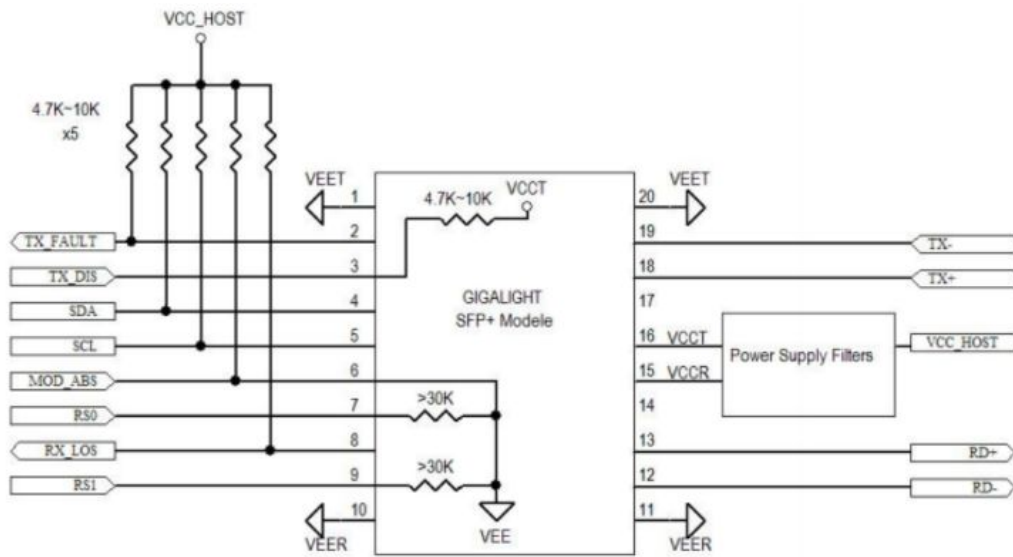 VCC_HOST
4.7K~10K
x5
VEET
1
4.7K~10K
VCCT
20
VEET
TX_FAULT
2
19
TX-
TX_DIS
3
18
TX+
SDA
4
GIGALIGHT
SFP+ Modele
17
SCL
5
16
VCCT
Power Supply Filters
VCC_HOST
MOD_ABS
6
15
VCCR
RS0
7
>30K
14
RX_LOS
8
13
RD+
RS1
9
>30K
12
RD-
VEER
10
VEE
11
VEER